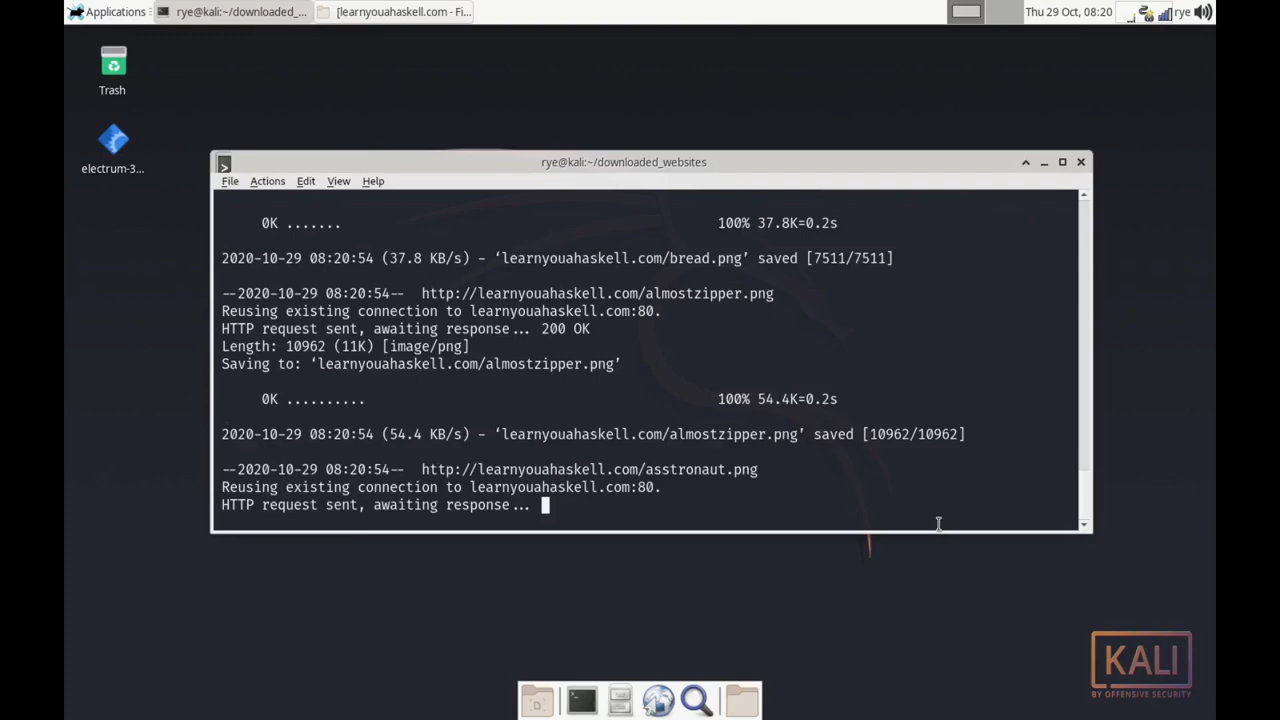 Applications
rye@kali:~/downloaded_...
[learnyouahaskell.com - Fi...
Thu 29 Oct, 08:20
rye
Trash
electrum-3...
rye@kali:~/downloaded_websites
File Actions Edit View Help
0K ....... 100% 37.8K=0.2s
2020-10-29 08:20:54 (37.8 KB/s) - ‘learnyouahaskell.com/bread.png’ saved [7511/7511]
--2020-10-29 08:20:54-- http://learnyouahaskell.com/almostzipper.png
Reusing existing connection to learnyouahaskell.com:80.
HTTP request sent, awaiting response... 200 OK
Length: 10962 (11K) [image/png]
Saving to: ‘learnyouahaskell.com/almostzipper.png’
0K .......... 100% 54.4K=0.2s
2020-10-29 08:20:54 (54.4 KB/s) - ‘learnyouahaskell.com/almostzipper.png’ saved [10962/10962]
--2020-10-29 08:20:54-- http://learnyouahaskell.com/asstronaut.png
Reusing existing connection to learnyouahaskell.com:80.
HTTP request sent, awaiting response...
KALI
BY OFFENSIVE SECURITY